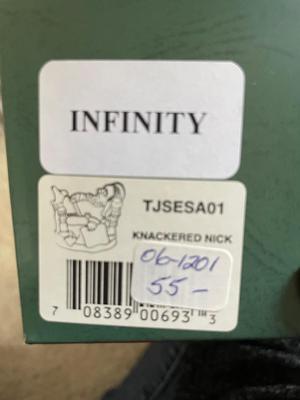 INFINITY
TJSESA01
KNACKERED NICK
06-1201
55-
7 08389 00693 3